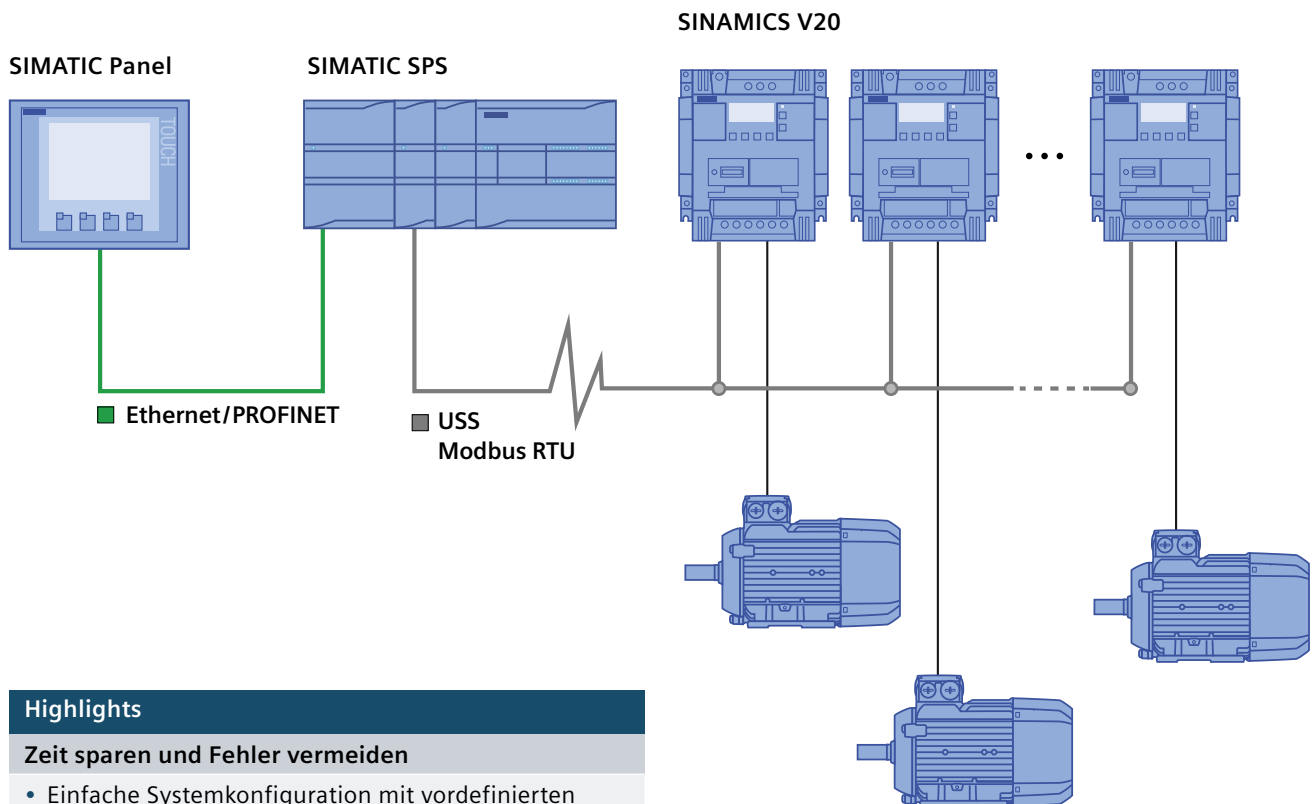 SINAMICS V20
SIMATIC Panel
SIMATIC SPS
TOUCH
...
Ethernet/PROFINET
USS
Modbus RTU
Highlights
Zeit sparen und Fehler vermeiden
• Einfache Systemkonfiguration mit vordefinierten